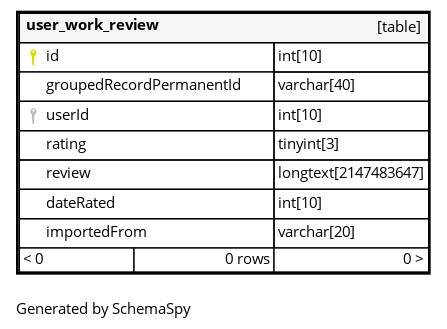 user_work_review [table]
id int[10]
groupedRecordPermanentId varchar[40]
userId int[10]
rating tinyint[3]
review longtext[2147483647]
dateRated int[10]
importedFrom varchar[20]
< 0 0 rows 0 >
Generated by SchemaSpy